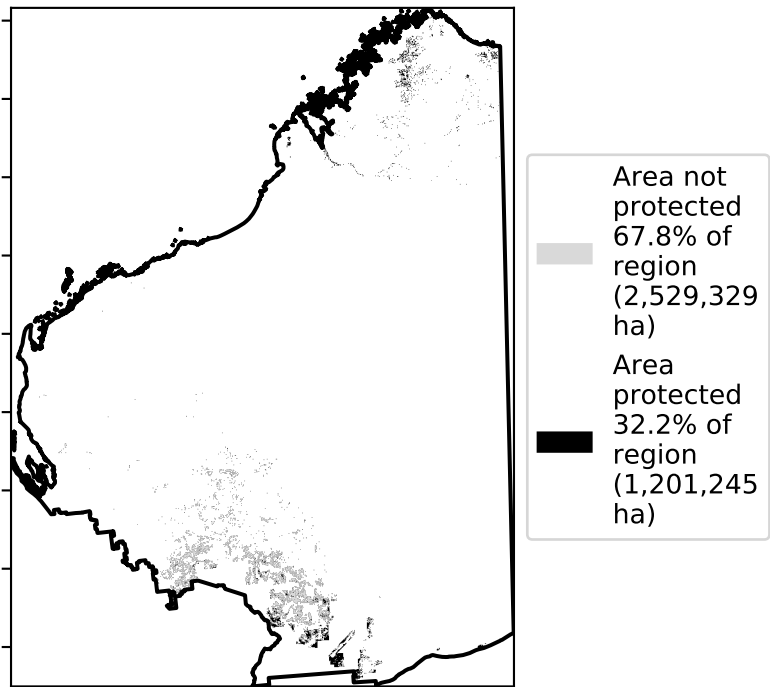 Area not
protected
67.8% of
region
(2,529,329
ha)
Area
protected
32.2% of
region
(1,201,245
ha)